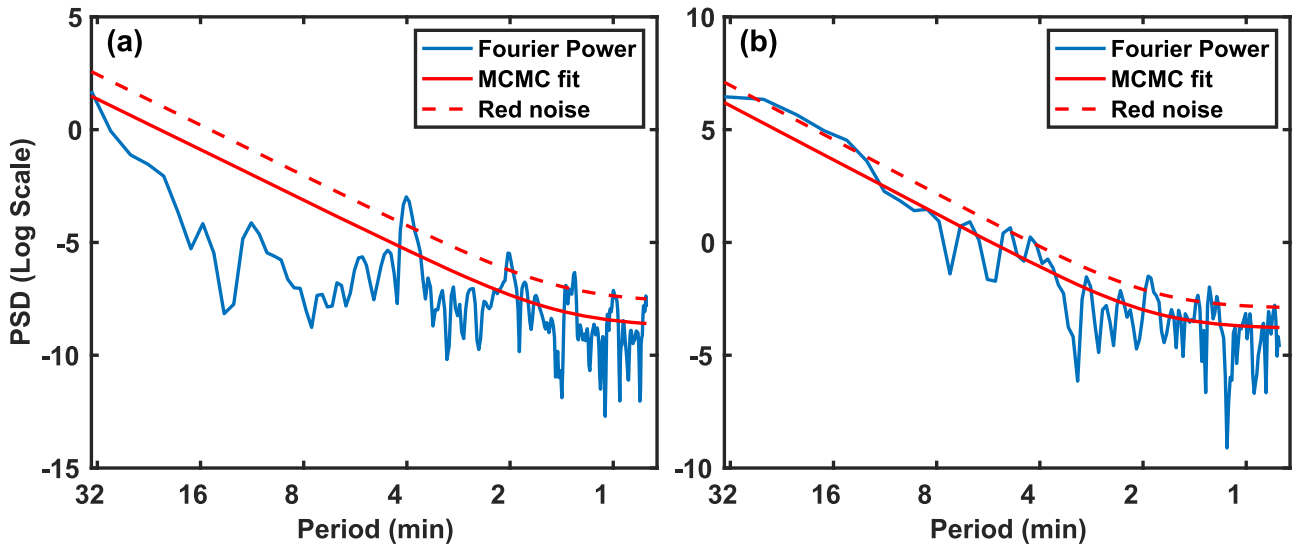 (a)
Fourier Power
MCMC fit
Red noise
5
0
-5
-10
-15
PSD (Log Scale)
32 16 8 4 2 1
Period (min)
(b)
Fourier Power
MCMC fit
Red noise
10
5
0
-5
-10
32 16 8 4 2 1
Period (min)